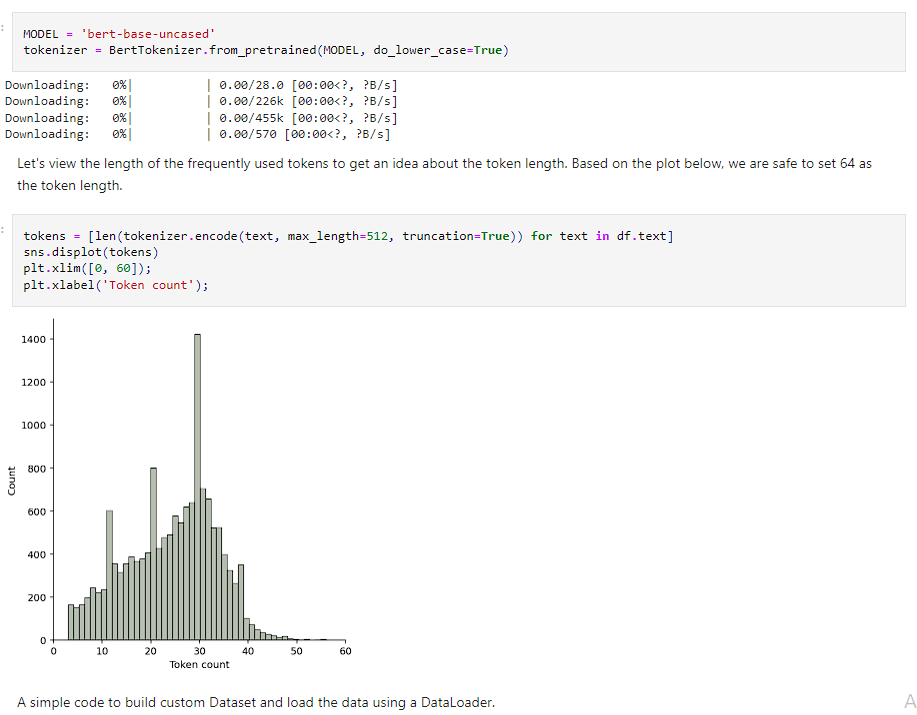 MODEL = 'bert-base-uncased'
tokenizer = BertTokenizer.from_pretrained(MODEL, do_lower_case=True)
Downloading:   0%|          | 0.00/28.0 [00:00<?, ?B/s]
Downloading:   0%|          | 0.00/226k [00:00<?, ?B/s]
Downloading:   0%|          | 0.00/455k [00:00<?, ?B/s]
Downloading:   0%|          | 0.00/570 [00:00<?, ?B/s]
Let's view the length of the frequently used tokens to get an idea about the token length. Based on the plot below, we are safe to set 64 as
the token length.
tokens = [len(tokenizer.encode(text, max_length=512, truncation=True)) for text in df.text]
sns.displot(tokens)
plt.xlim([0, 60]);
plt.xlabel('Token count');
1400
1200
1000
800
Count
600
400
200
0
0 10 20 30 40 50 60
Token count
A simple code to build custom Dataset and load the data using a DataLoader.
A